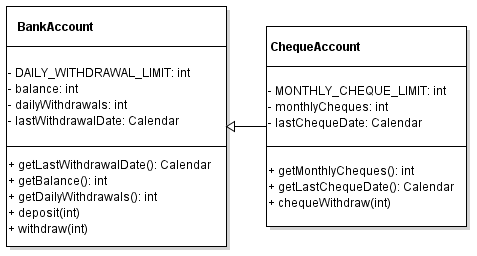 BankAccount
- DAILY_WITHDRAWAL_LIMIT: int
- balance: int
- dailyWithdrawals: int
- lastWithdrawalDate: Calendar
+ getLastWithdrawalDate(): Calendar
+ getBalance(): int
+ getDailyWithdrawals(): int
+ deposit(int)
+ withdraw(int)
ChequeAccount
- MONTHLY_CHEQUE_LIMIT: int
- monthlyCheques: int
- lastChequeDate: Calendar
+ getMonthlyCheques(): int
+ getLastChequeDate(): Calendar
+ chequeWithdraw(int)